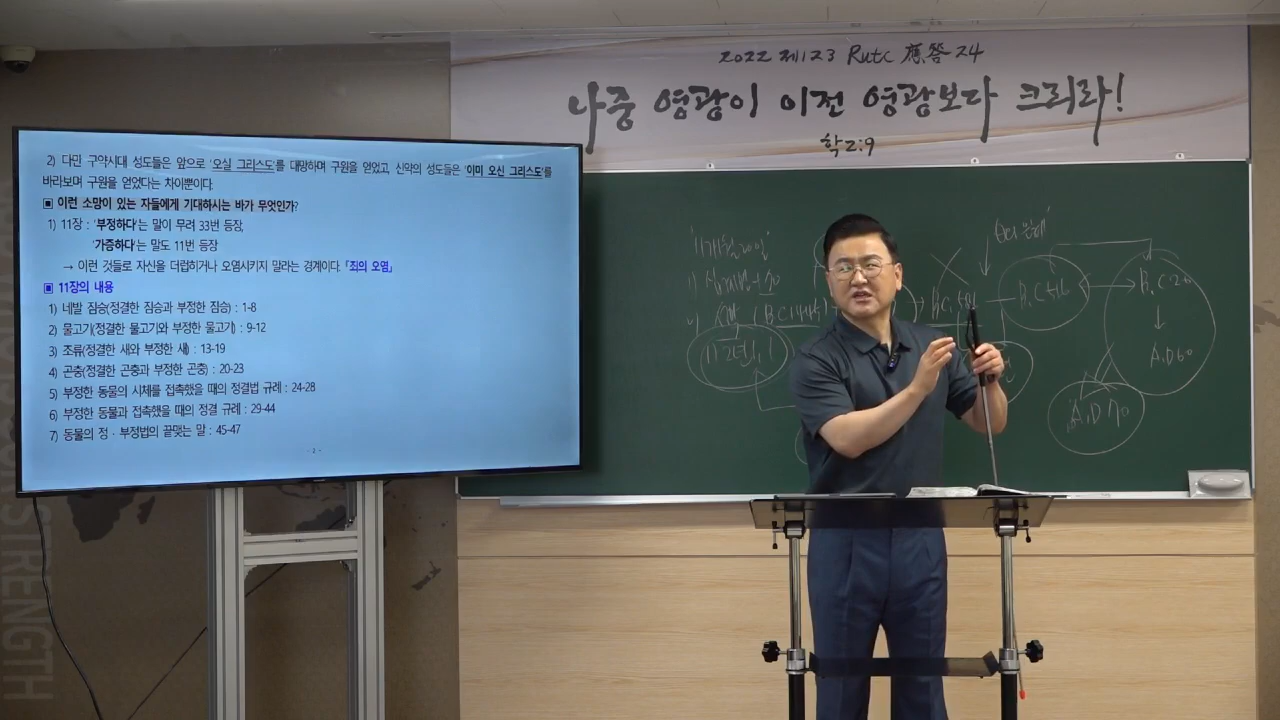 2022 제123 Rutc 應答24
나중 영광이 이전 영광보다 크리라!
학2:9
2) 다만 구약시대 성도들은 앞으로 '오실 그리스도'를 대망하며 구원을 얻었고, 신약의 성도들은 '이미 오신 그리스도'를
바라보며 구원을 얻었다는 차이뿐이다.
▣ 이런 소망이 있는 자들에게 기대하시는 바가 무엇인가?
1) 11장 : '부정하다'는 말이 무려 33번 등장,
'가증하다'는 말도 11번 등장
→ 이런 것들로 자신을 더럽히거나 오염시키지 말라는 경계이다. 「죄의 오염」
▣ 11장의 내용
1) 네발 짐승(정결한 짐승과 부정한 짐승) : 1-8
2) 물고기(정결한 물고기와 부정한 물고기) : 9-12
3) 조류(정결한 새와 부정한 새) : 13-19
4) 곤충(정결한 곤충과 부정한 곤충) : 20-23
5) 부정한 동물의 시체를 접촉했을 때의 정결법 규례 : 24-28
6) 부정한 동물과 접촉했을 때의 정결 규례 : 29-44
7) 동물의 정·부정법의 끝맺는 말 : 45-47
- 2 -
B.C 516
A.D 60
A.D 70
STRENGTH